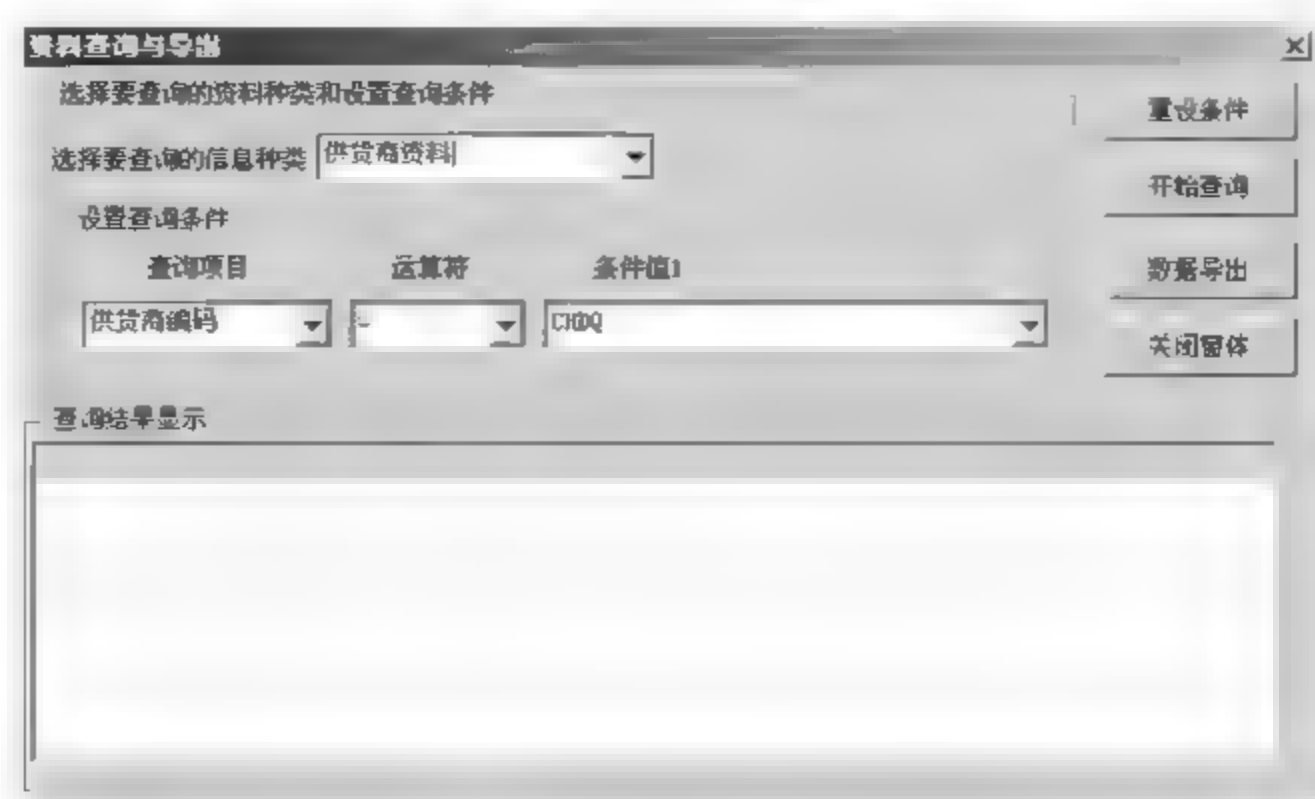 资料查询与导出
选择要查询的资料种类和设置查询条件
重设条件
选择要查询的信息种类 供货商资料
开始查询
设置查询条件
查询项目 运算符 条件值1
数据导出
供货商编码
关闭窗体
查询结果显示